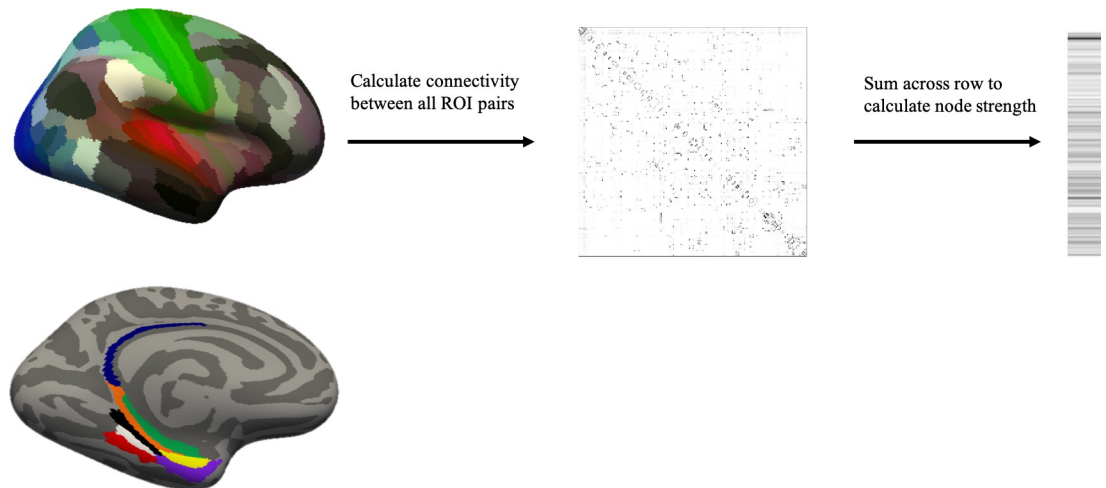 Calculate connectivity
between all ROI pairs
Sum across row to
calculate node strength